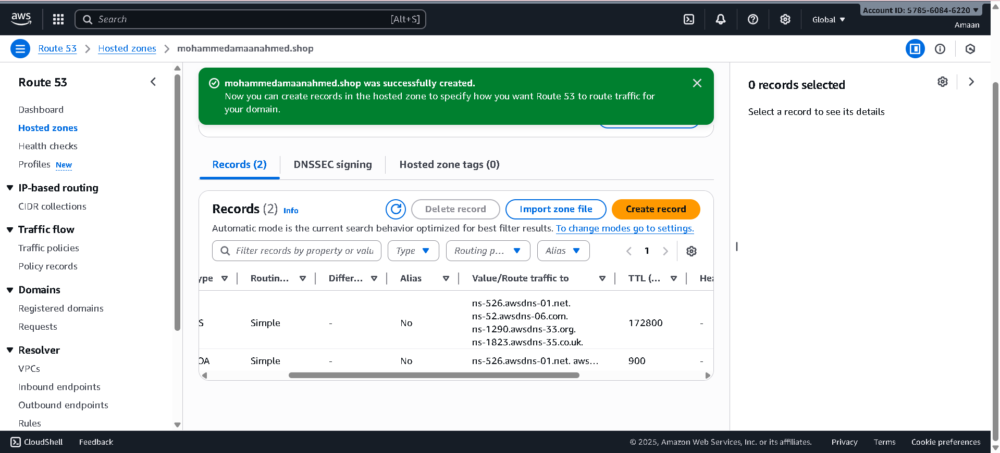 aws
Search
[Alt+S]
Global
Account ID: 5785-6084-6220
Amaan
Route 53
Hosted zones
mohammedamaanahmed.shop
Route 53
Dashboard
Hosted zones
Health checks
Profiles New
IP-based routing
CIDR collections
Traffic flow
Traffic policies
Policy records
Domains
Registered domains
Requests
Resolver
VPCs
Inbound endpoints
Outbound endpoints
Rules
mohammedamaanahmed.shop was successfully created.
Now you can create records in the hosted zone to specify how you want Route 53 to route traffic for
your domain.
Records (2)
DNSSEC signing
Hosted zone tags (0)
Records (2) Info
Delete record
Import zone file
Create record
Automatic mode is the current search behavior optimized for best filter results. To change modes go to settings.
Filter records by property or valu
Type
Routing p...
Alias
1
ype
Routin...
Differ...
Alias
Value/Route traffic to
TTL (...
Hea
S
Simple
-
No
ns-526.awsdns-01.net.
ns-52.awsdns-06.com.
ns-1290.awsdns-33.org.
ns-1823.awsdns-35.co.uk.
172800
-
OA
Simple
-
No
ns-526.awsdns-01.net. aws...
900
-
0 records selected
Select a record to see its details
CloudShell
Feedback
© 2025, Amazon Web Services, Inc. or its affiliates.
Privacy
Terms
Cookie preferences